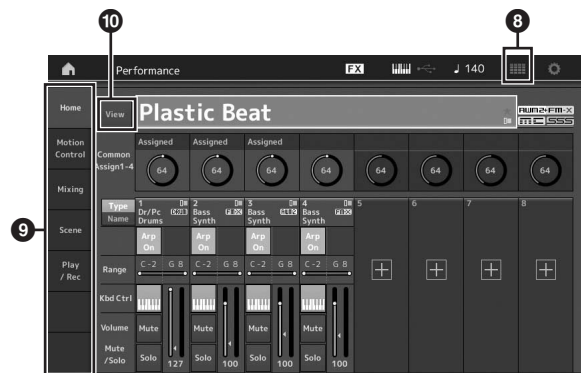 10
8
Performance
FX
♩ 140
Home
View
Plastic Beat
AWM2+FM-X
MC SSS
Motion
Control
Common
Assign1-4
Assigned
Assigned
Assigned
64
64
64
64
64
64
64
64
Mixing
Type
Name
1
Dr/Pc
Drums
2
Bass
Synth
3
Bass
Synth
4
Bass
Synth
5
6
7
8
Arp
On
Arp
On
Arp
On
Arp
On
9
Scene
Play
/ Rec
Range
C -2 G 8
C -2 G 8
C -2 G 8
C -2 G 8
Kbd Ctrl
Volume
Mute
Mute
Mute
Mute
Mute
/Solo
Solo
127
Solo
100
Solo
100
Solo
100